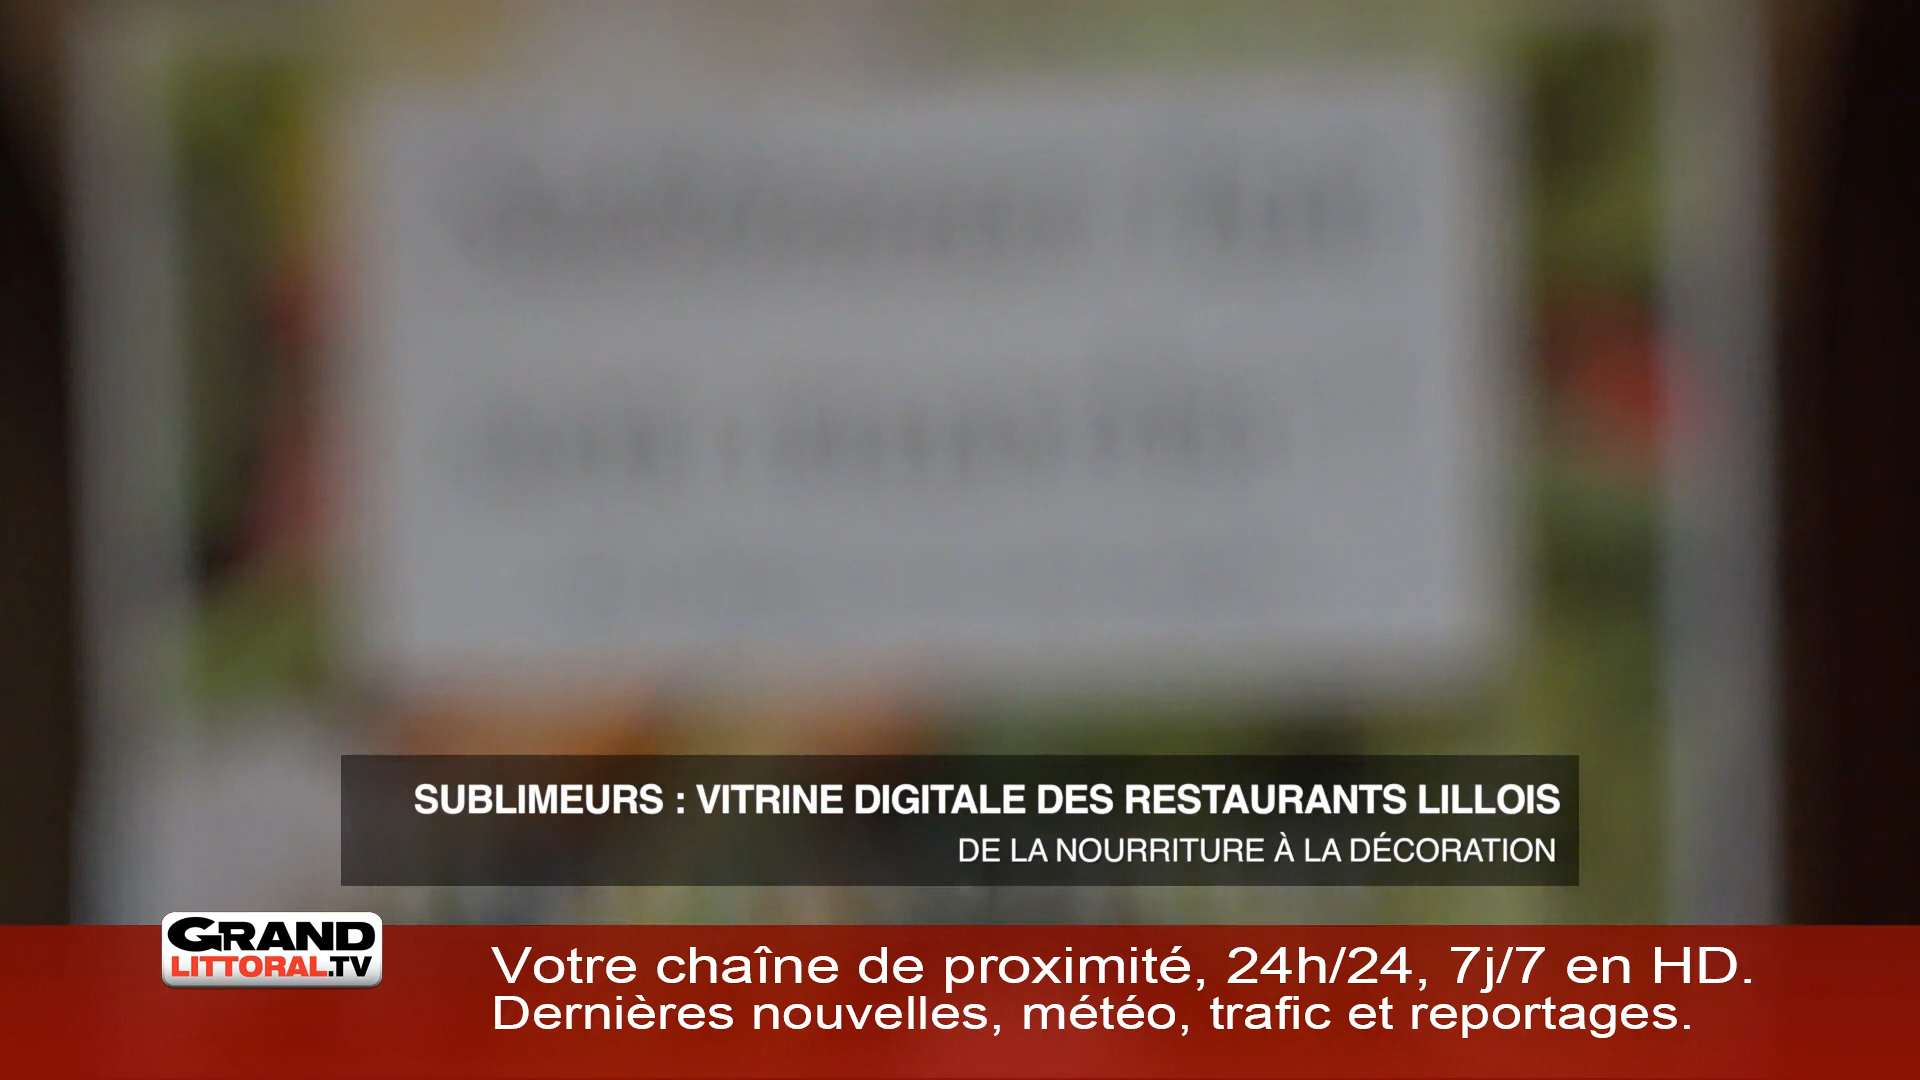 SUBLIMEURS : VITRINE DIGITALE DES RESTAURANTS LILLOIS
DE LA NOURRITURE À LA DÉCORATION
GRAND
LITTORAL.TV
Votre chaîne de proximité, 24h/24, 7j/7 en HD.
Dernières nouvelles, météo, trafic et reportages.